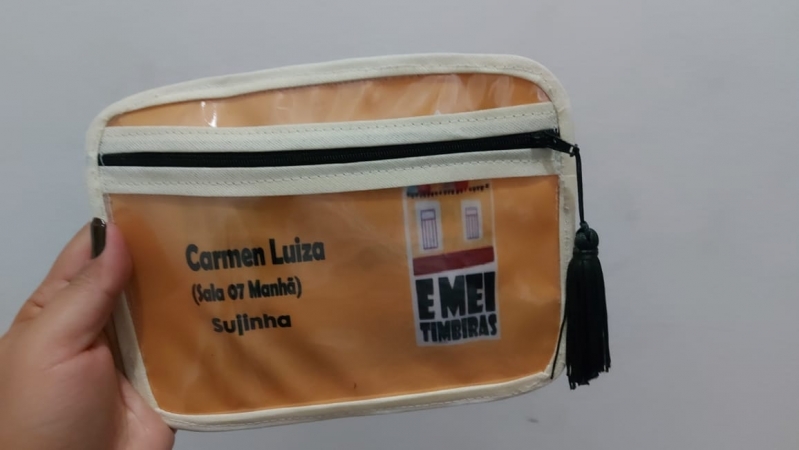 Carmen Luiza
(Sala 07 Manhã)
Sujinha
E MEI
TIMBIRAS